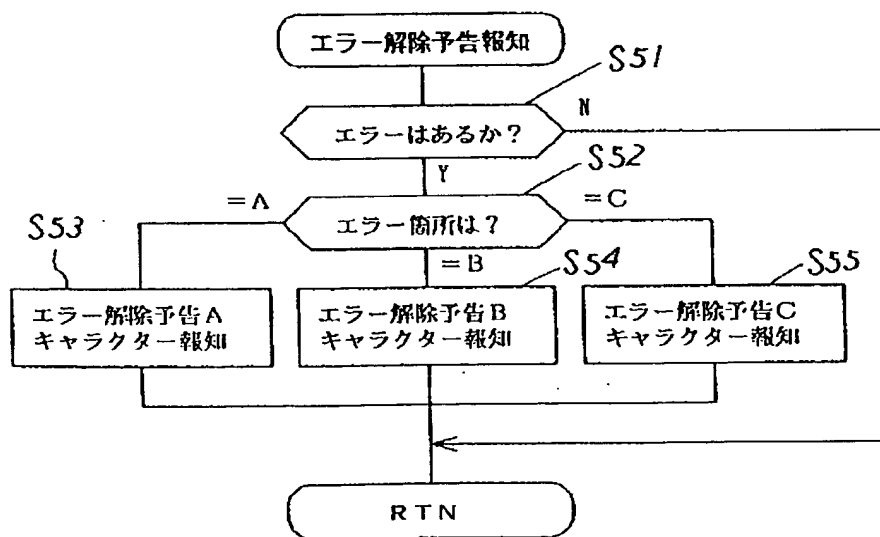 エラー解除予告報知
S51
エラーはあるか?
N
Y
S52
エラー箇所は?
=A
=B
=C
S53
エラー解除予告A
キャラクター報知
S54
エラー解除予告B
キャラクター報知
S55
エラー解除予告C
キャラクター報知
RTN